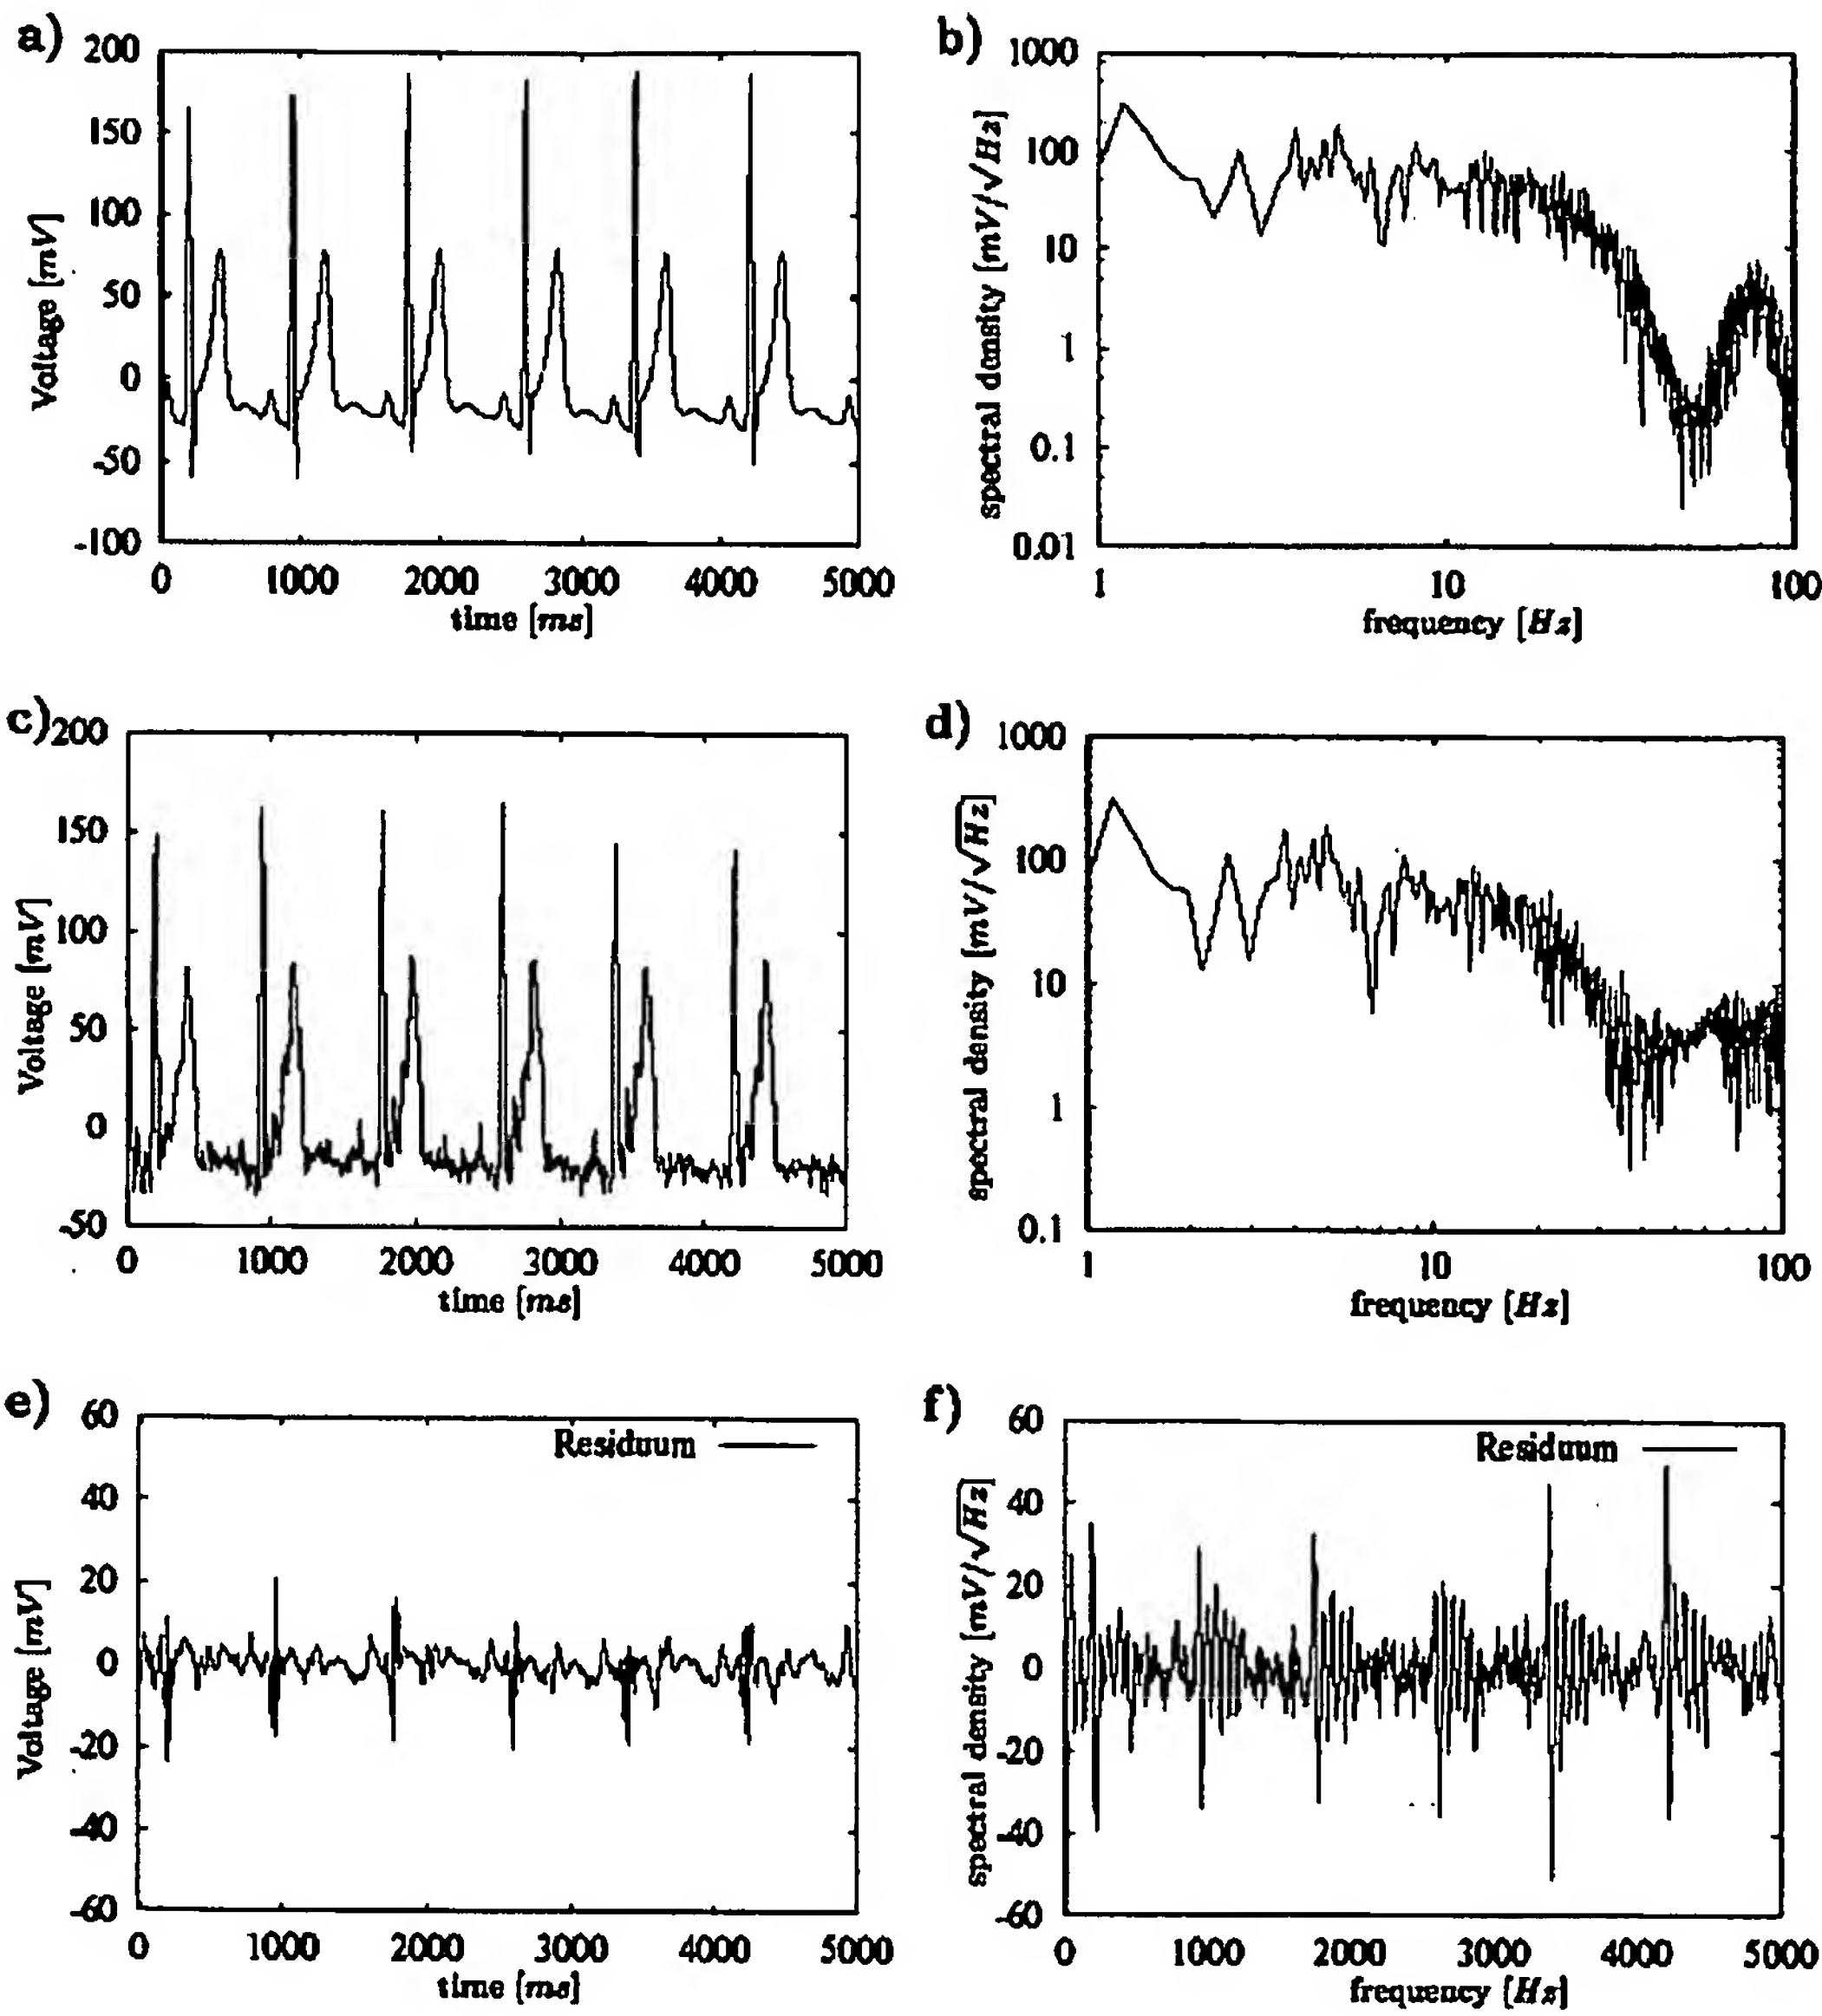 a)
200
150
100
50
0
-50
-100
Voltage [mV]
0 1000 2000 3000 4000 5000
time [ms]
b)
1000
100
10
1
0.1
0.01
spectral density [mV/√Hz]
1 10 100
frequency [Hz]
c)
200
150
100
50
0
-50
Voltage [mV]
0 1000 2000 3000 4000 5000
time [ms]
d)
1000
100
10
1
0.1
spectral density [mV/√Hz]
1 10 100
frequency [Hz]
e)
60
40
20
0
-20
-40
-60
Voltage [mV]
Residuum
0 1000 2000 3000 4000 5000
time [ms]
f)
60
40
20
0
-20
-40
-60
spectral density [mV/√Hz]
Residuum
0 1000 2000 3000 4000 5000
frequency [Hz]